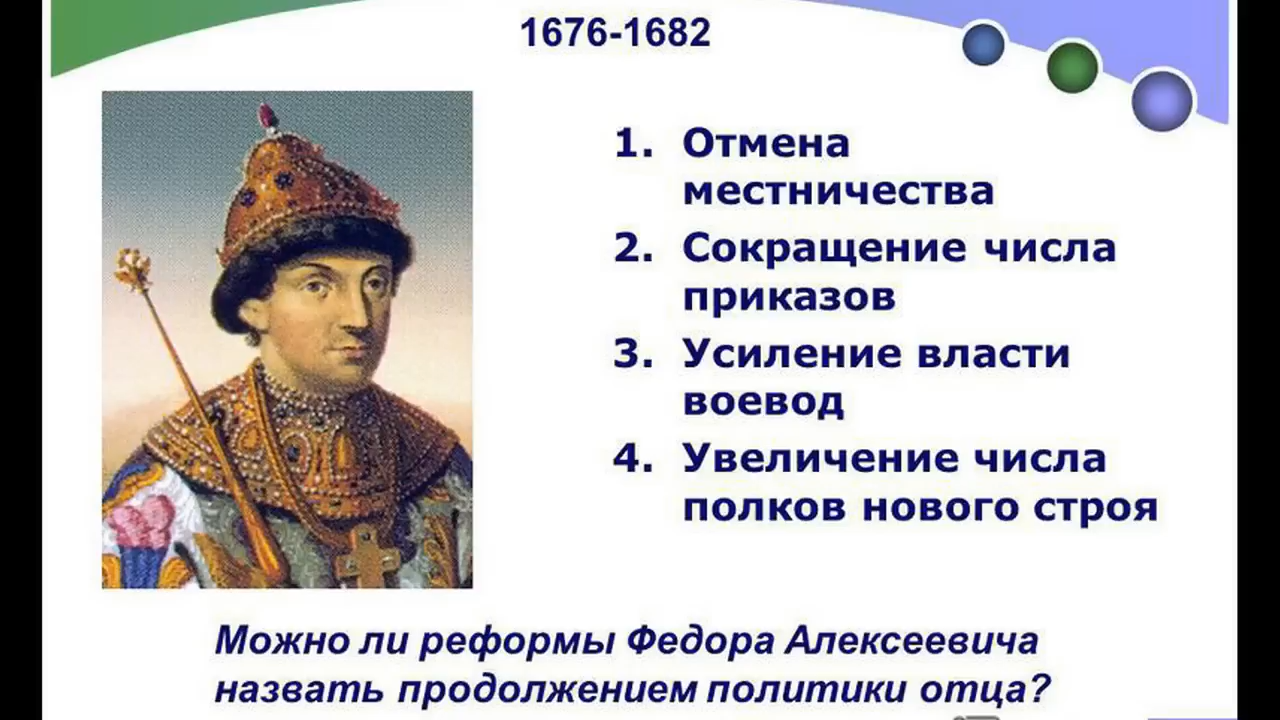 1676-1682
1. Отмена
местничества
2. Сокращение числа
приказов
3. Усиление власти
воевод
4. Увеличение числа
полков нового строя
Можно ли реформы Федора Алексеевича
назвать продолжением политики отца?